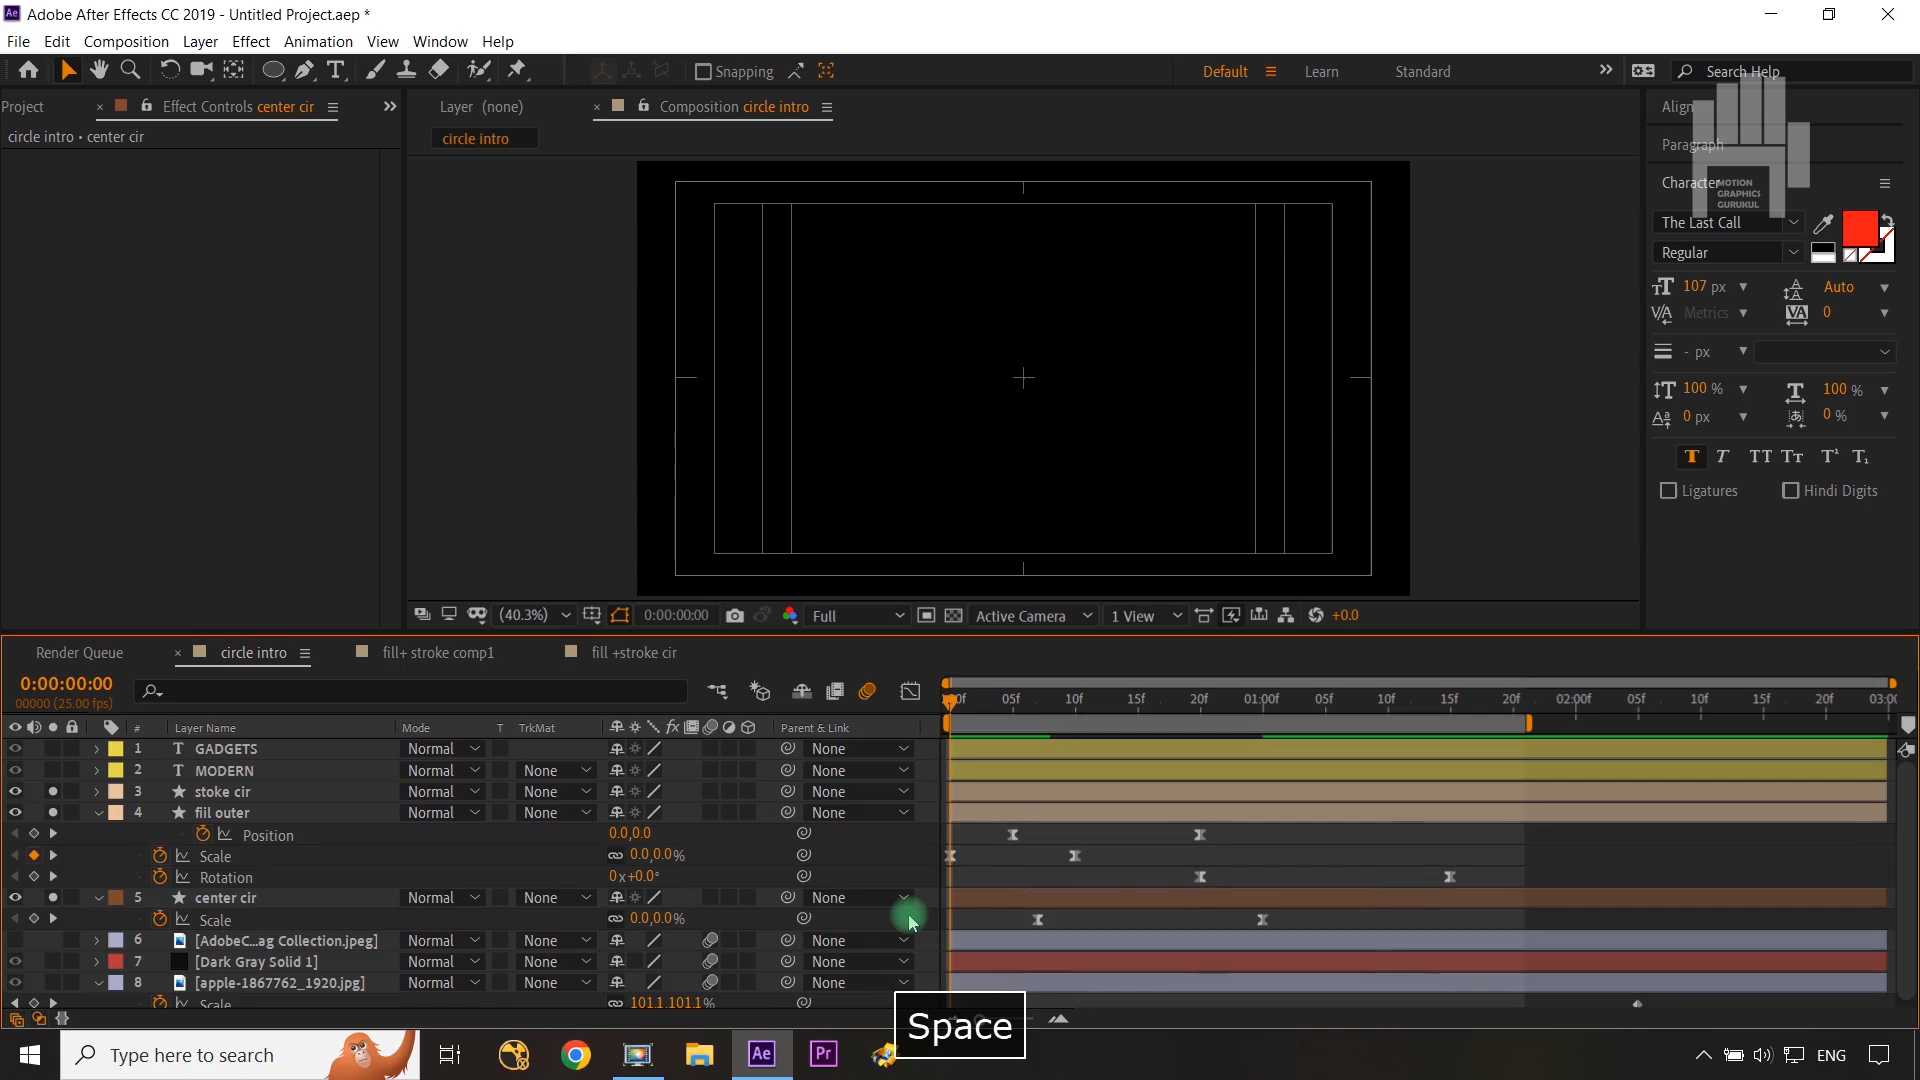 Adobe After Effects CC 2019 - Untitled Project.aep *
File Edit Composition Layer Effect Animation View Window Help
Snapping Default Learn Standard Search Help
Project Effect Controls center cir Layer (none) Composition circle intro Align
circle intro • center cir circle intro
Paragraph
Character
MOTION
GRAPHICS
GURUKUL
The Last Call
Regular
107 px Auto
Metrics 0
- px
100 % 100 %
0 px 0 %
Ligatures Hindi Digits
(40.3%) 0:00:00:00 Full Active Camera 1 View +0.0
Render Queue circle intro fill+ stroke comp1 fill +stroke cir
0:00:00:00
00000 (25.00 fps)
05f 10f 15f 20f 01:00f 05f 10f 15f 20f 02:00f 05f 10f 15f 20f 03:00
# Layer Name Mode T TrkMat fx Parent & Link
1 T GADGETS Normal None
2 T MODERN Normal None None
3 stoke cir Normal None None
4 fiil outer Normal None None
Position 0.0,0.0
Scale 0.0,0.0%
Rotation 0x+0.0°
5 center cir Normal None None
Scale 0.0,0.0%
6 [AdobeC...ag Collection.jpeg] Normal None None
7 [Dark Gray Solid 1] Normal None None
8 [apple-1867762_1920.jpg] Normal None None
Scale 101.1,101.1%
Space
Type here to search Ae Pr ENG